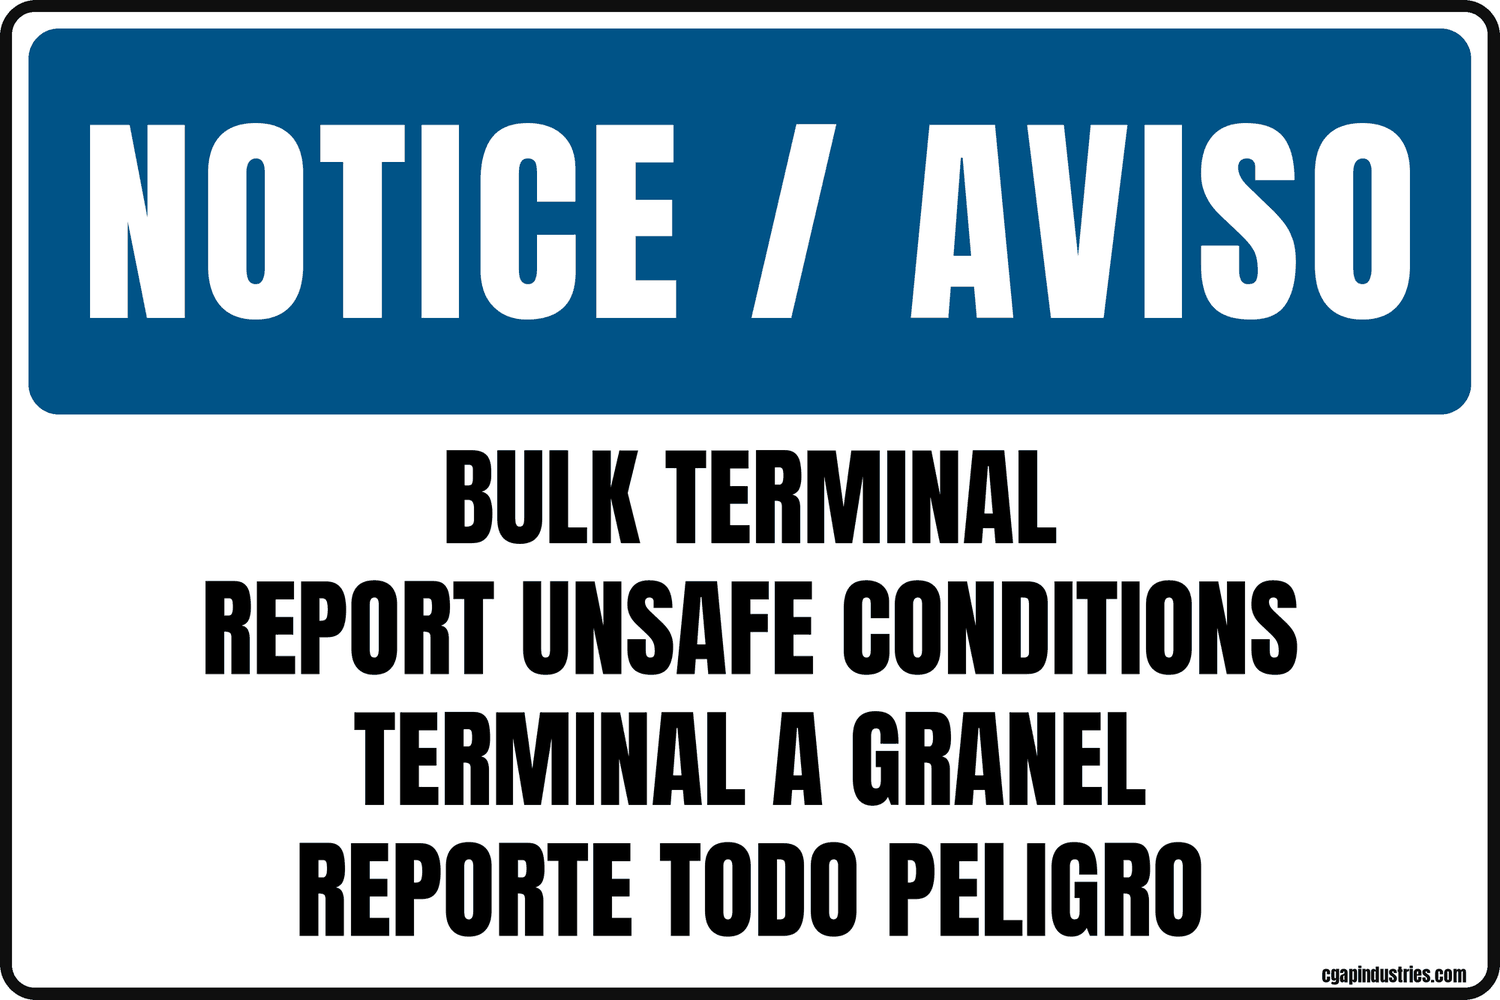 NOTICE / AVISO
BULK TERMINAL
REPORT UNSAFE CONDITIONS
TERMINAL A GRANEL
REPORTE TODO PELIGRO
cgapindustries.com